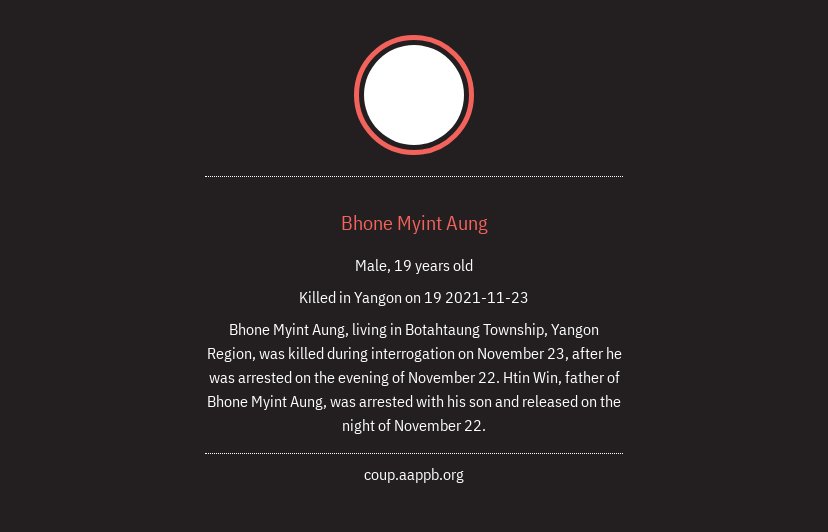 Bhone Myint Aung
Male, 19 years old
Killed in Yangon on 19 2021-11-23
Bhone Myint Aung, living in Botahtaung Township, Yangon
Region, was killed during interrogation on November 23, after he
was arrested on the evening of November 22. Htin Win, father of
Bhone Myint Aung, was arrested with his son and released on the
night of November 22.
coup.aappb.org